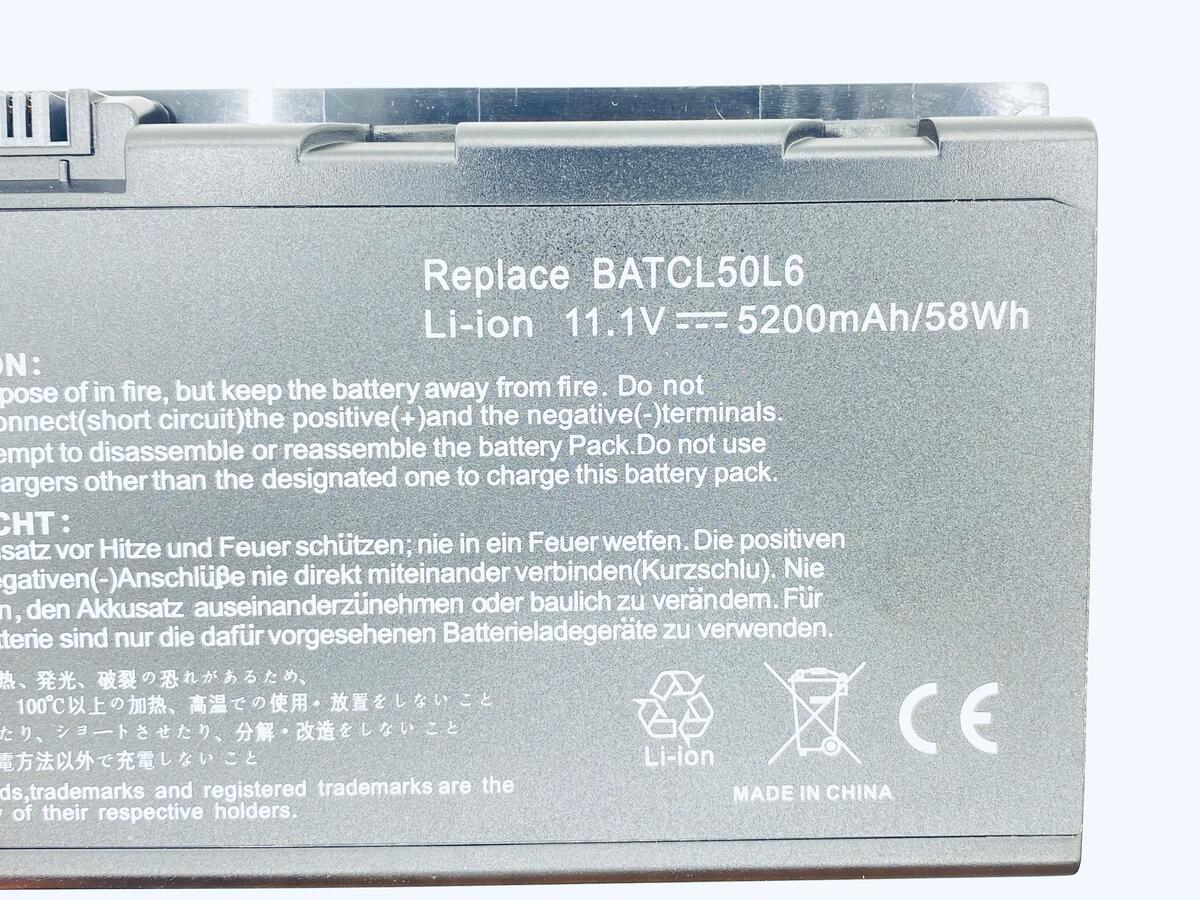 Replace BATCL50L6
Li-ion 11.1V 5200mAh/58Wh
ON:
pose of in fire, but keep the battery away from fire. Do not
onnect(short circuit)the positive(+)and the negative(-)terminals.
empt to disassemble or reassemble the battery Pack.Do not use
argers other than the designated one to charge this battery pack.
CHT:
nsatz vor Hitze und Feuer schützen; nie in ein Feuer wetfen. Die positiven
egativen(-)Anschlüße nie direkt miteinander verbinden(Kurzschlu). Nie
n, den Akkusatz auseinanderzünehmen oder baulich zu verändem. Für
tterie sind nur die dafür vorgesehenen Batterieladegeräte zu verwenden.
熱、発光、破裂の恐れがあるため、
100℃以上の加熱、高温での使用・放置をしないこと
たり、ショートさせたり、分解・改造をしないこと
電方法以外で充電しないこと
ds,trademarks and registered trademarks are the
y of their respective holders.
Li-ion
CE
MADE IN CHINA